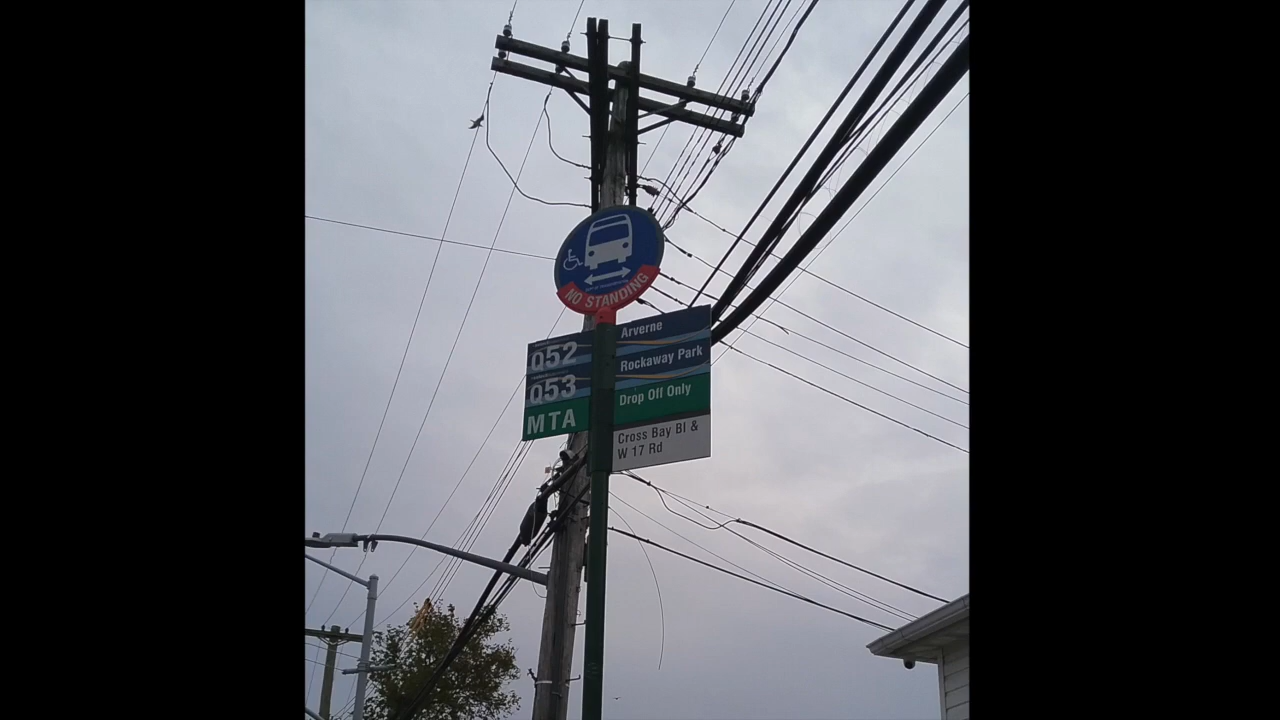 NO STANDING
Q52 Arverne
Q53 Rockaway Park
MTA Drop Off Only
Cross Bay Bl &
W 17 Rd